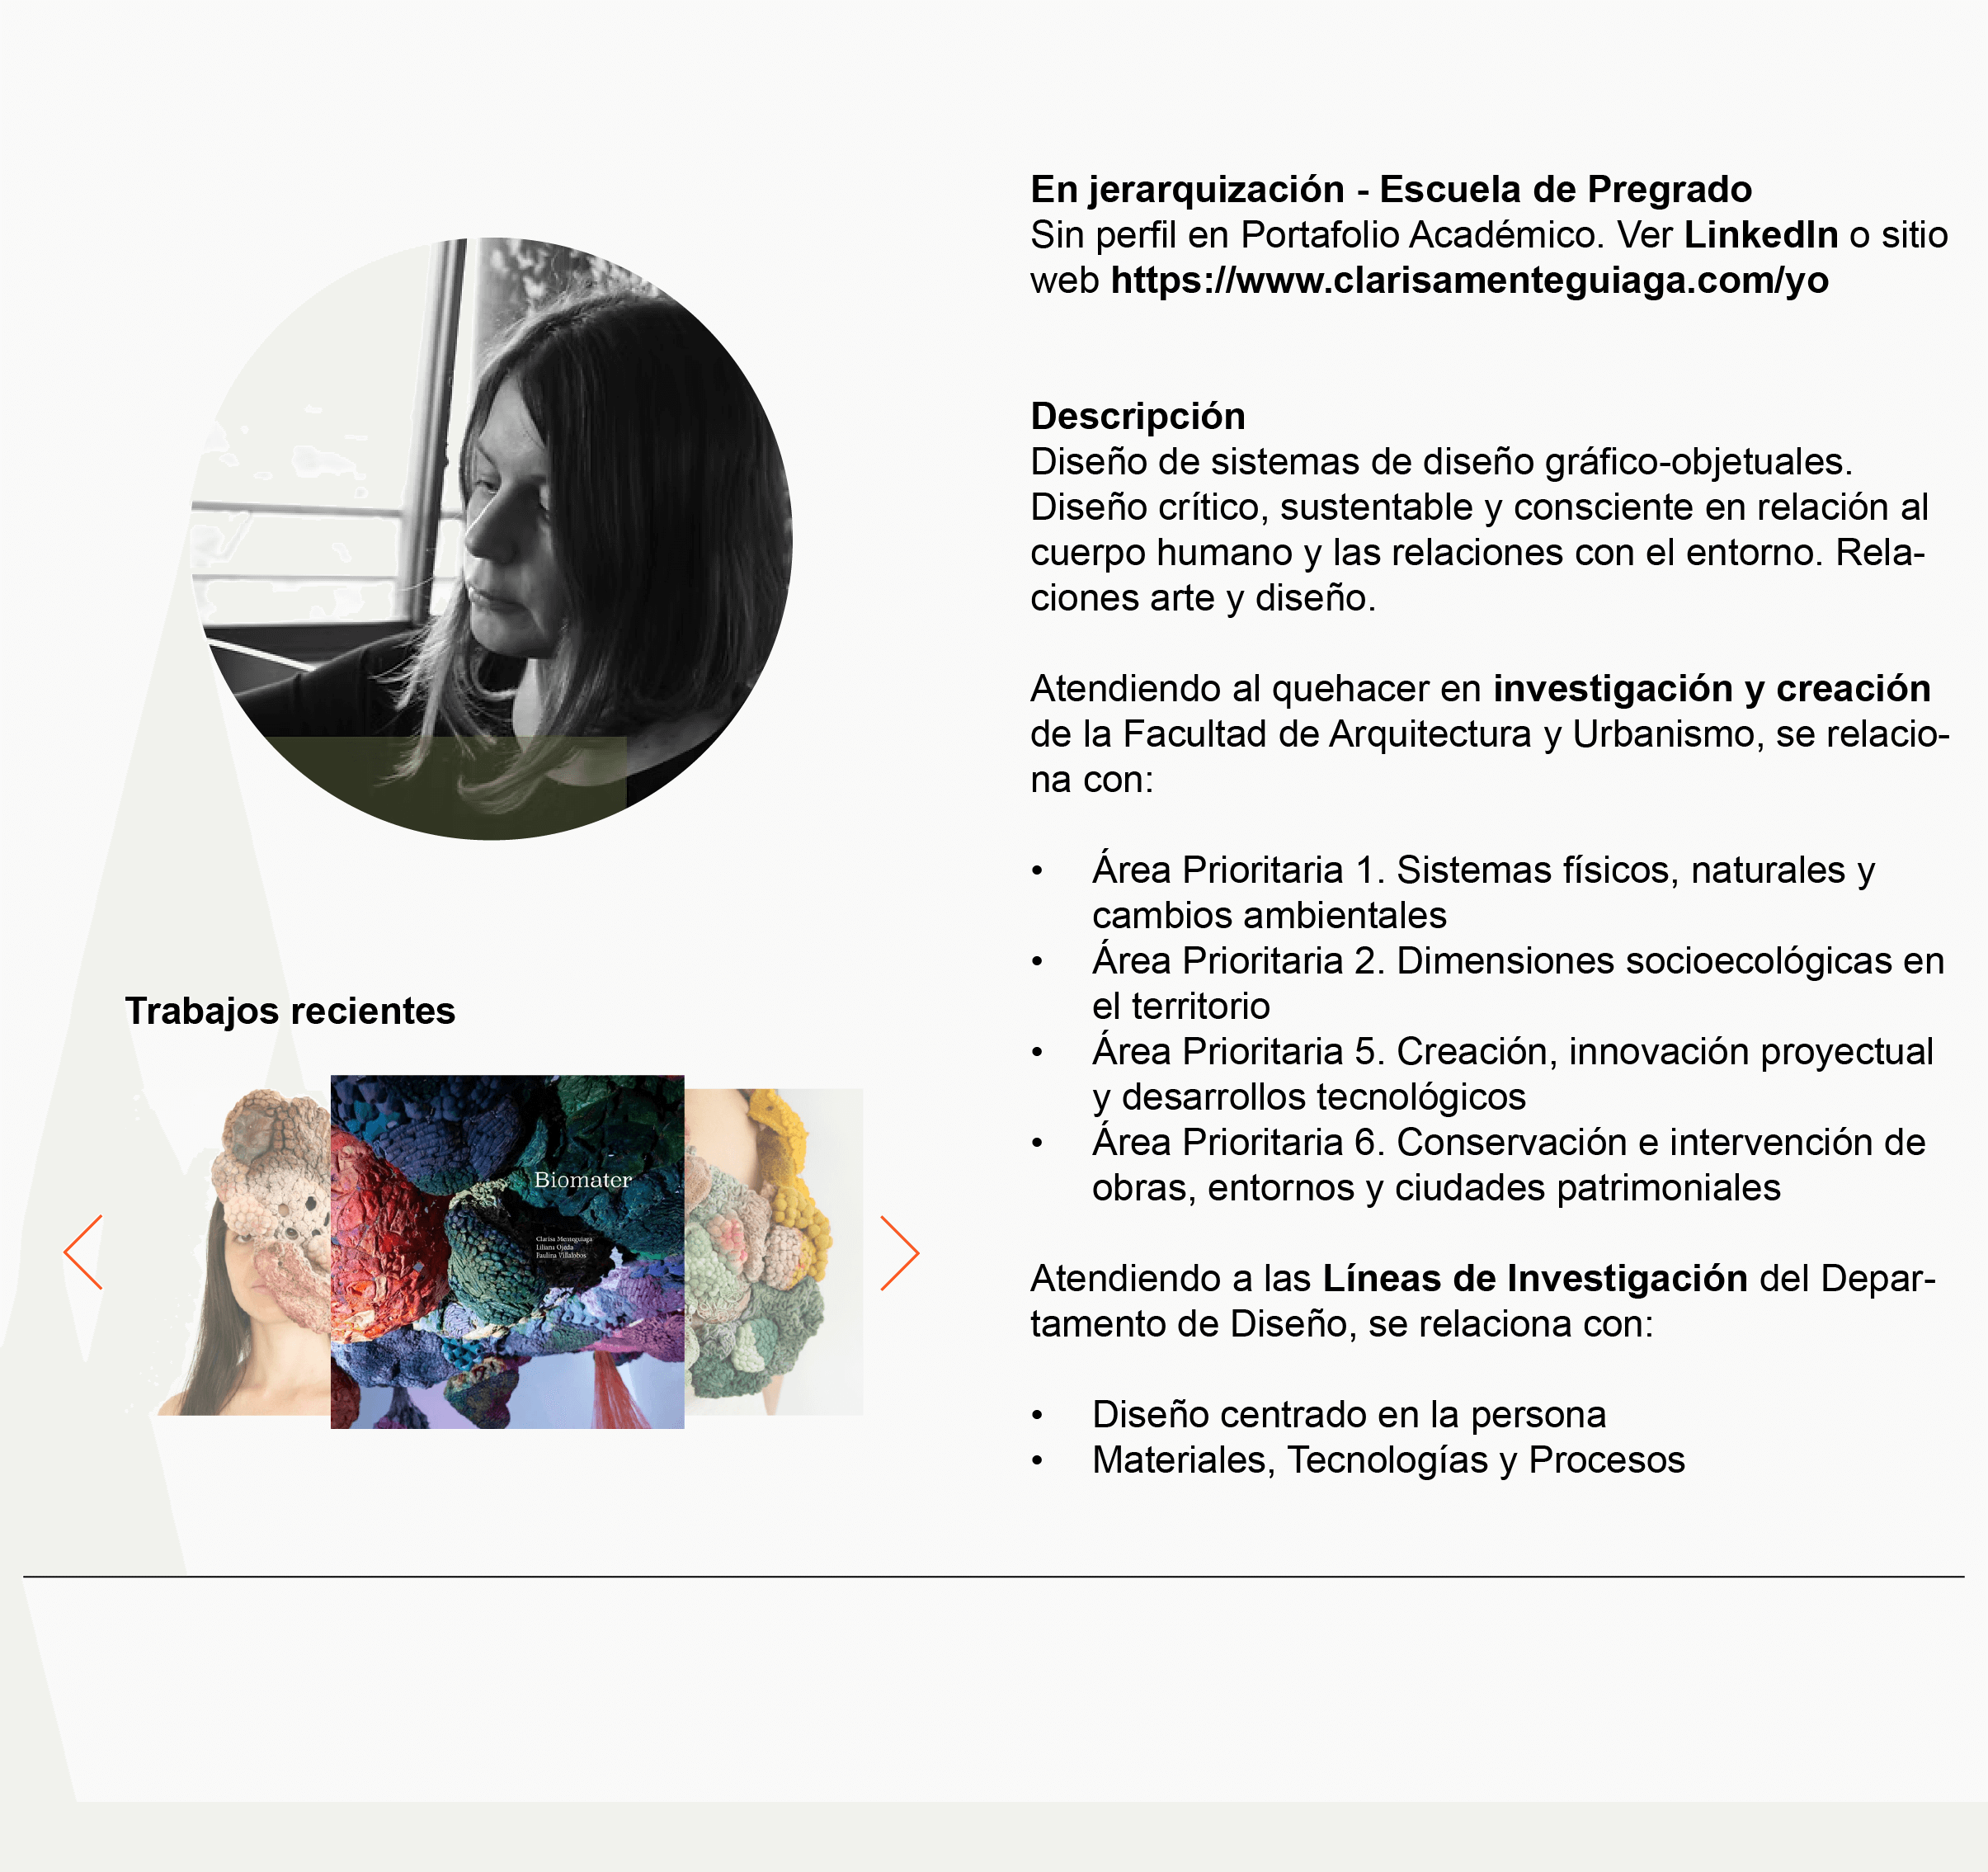 En jerarquización - Escuela de Pregrado
Sin perfil en Portafolio Académico. Ver LinkedIn o sitio
web https://www.clarisamenteguiaga.com/yo
Descripción
Diseño de sistemas de diseño gráfico-objetuales.
Diseño crítico, sustentable y consciente en relación al
cuerpo humano y las relaciones con el entorno. Rela-
ciones arte y diseño.
Atendiendo al quehacer en investigación y creación
de la Facultad de Arquitectura y Urbanismo, se relacio-
na con:
• Área Prioritaria 1. Sistemas físicos, naturales y
cambios ambientales
• Área Prioritaria 2. Dimensiones socioecológicas en
el territorio
• Área Prioritaria 5. Creación, innovación proyectual
y desarrollos tecnológicos
• Área Prioritaria 6. Conservación e intervención de
obras, entornos y ciudades patrimoniales
Atendiendo a las Líneas de Investigación del Depar-
tamento de Diseño, se relaciona con:
• Diseño centrado en la persona
• Materiales, Tecnologías y Procesos
Trabajos recientes
Biomater
Clarisa Menteguiaga
Liliana Ojeda
Paulina Villalobos